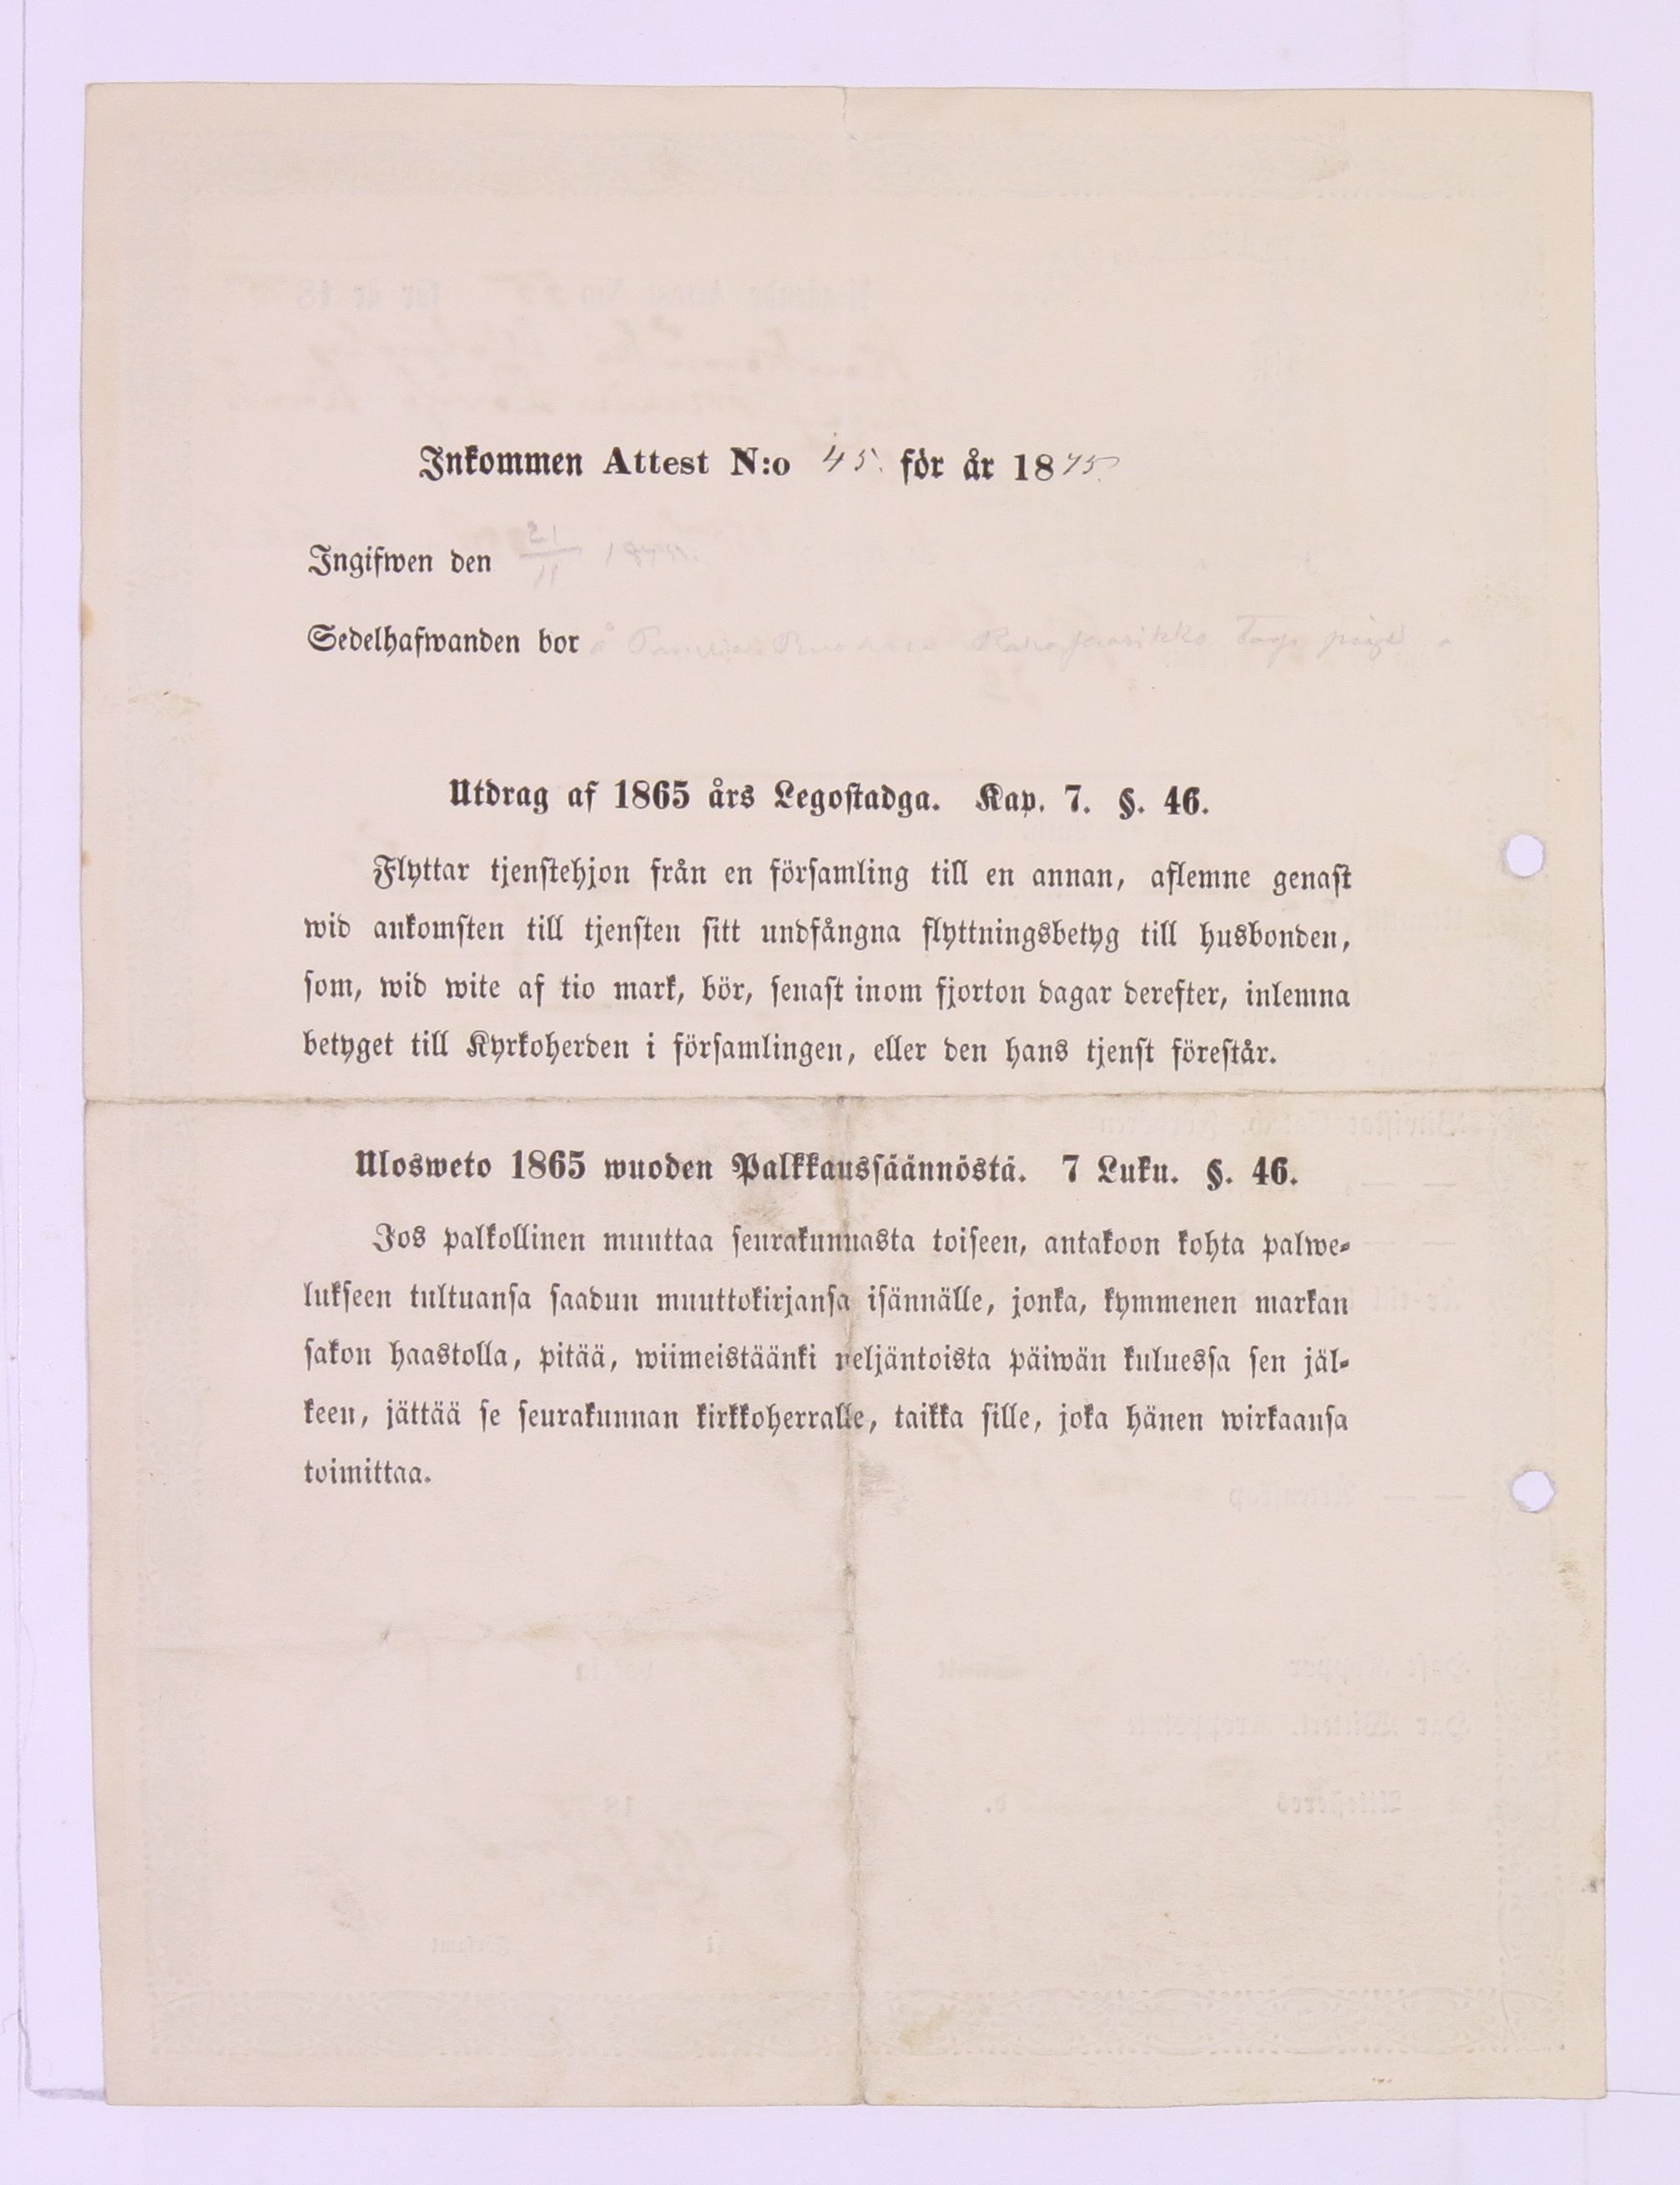 Inkommen Attest N:o 45. för år 1875.
Ingifwen den 21/11 1875.
Sedelhafwanden bor å
Utdrag af 1865 års Legostadga. Kap. 7. §. 46.
Flyttar tjenstehjon från en församling till en annan, aflemne genast
wid ankomsten till tjensten sitt undfångna flyttningsbetyg till husbonden,
som, wid wite af tio mark, bör, senast inom fjorton dagar derefter, inlemna
betyget till Kyrkoherden i församlingen, eller den hans tjenst förestår.
Ulosweto 1865 wuoden Palkkaussäännöstä. 7 Luku. §. 46.
Jos palkollinen muuttaa seurakunnasta toiseen, antakoon kohta palwe-
lukseen tultuansa saadun muuttokirjansa isännälle, jonka, kymmenen markan
sakon haastolla, pitää, wiimeistäänki neljäntoista päiwän kuluessa sen jäl-
keen, jättää se seurakunnan kirkkoherralle, taikka sille, joka hänen wirkaansa
toimittaa.